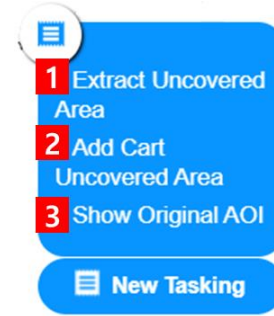 1 Extract Uncovered
Area
2 Add Cart
Uncovered Area
3 Show Original AOI
New Tasking